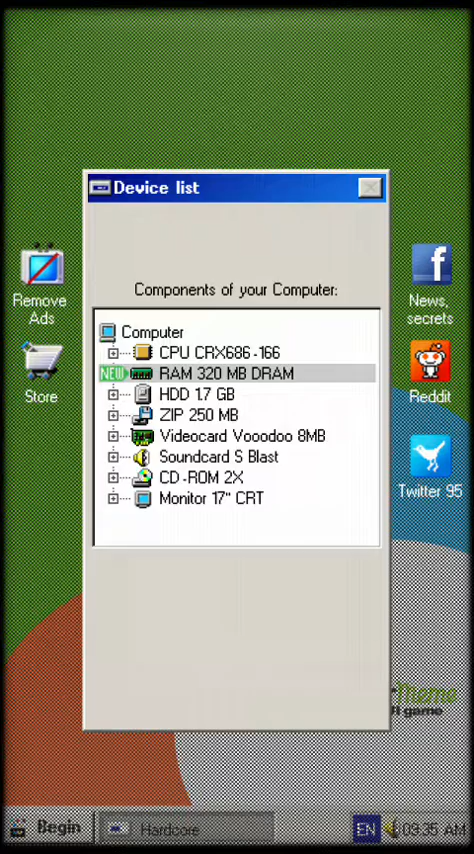 Device list
Components of your Computer:
Computer
CPU CRX686-166
NEW RAM 320 MB DRAM
HDD 1.7 GB
ZIP 250 MB
Videocard Vooodoo 8MB
Soundcard S Blast
CD-ROM 2X
Monitor 17" CRT
Remove
Ads
Store
News,
secrets
Reddit
Twitter 95
Theme
game
Begin
Hardcore
EN
03:35 AM